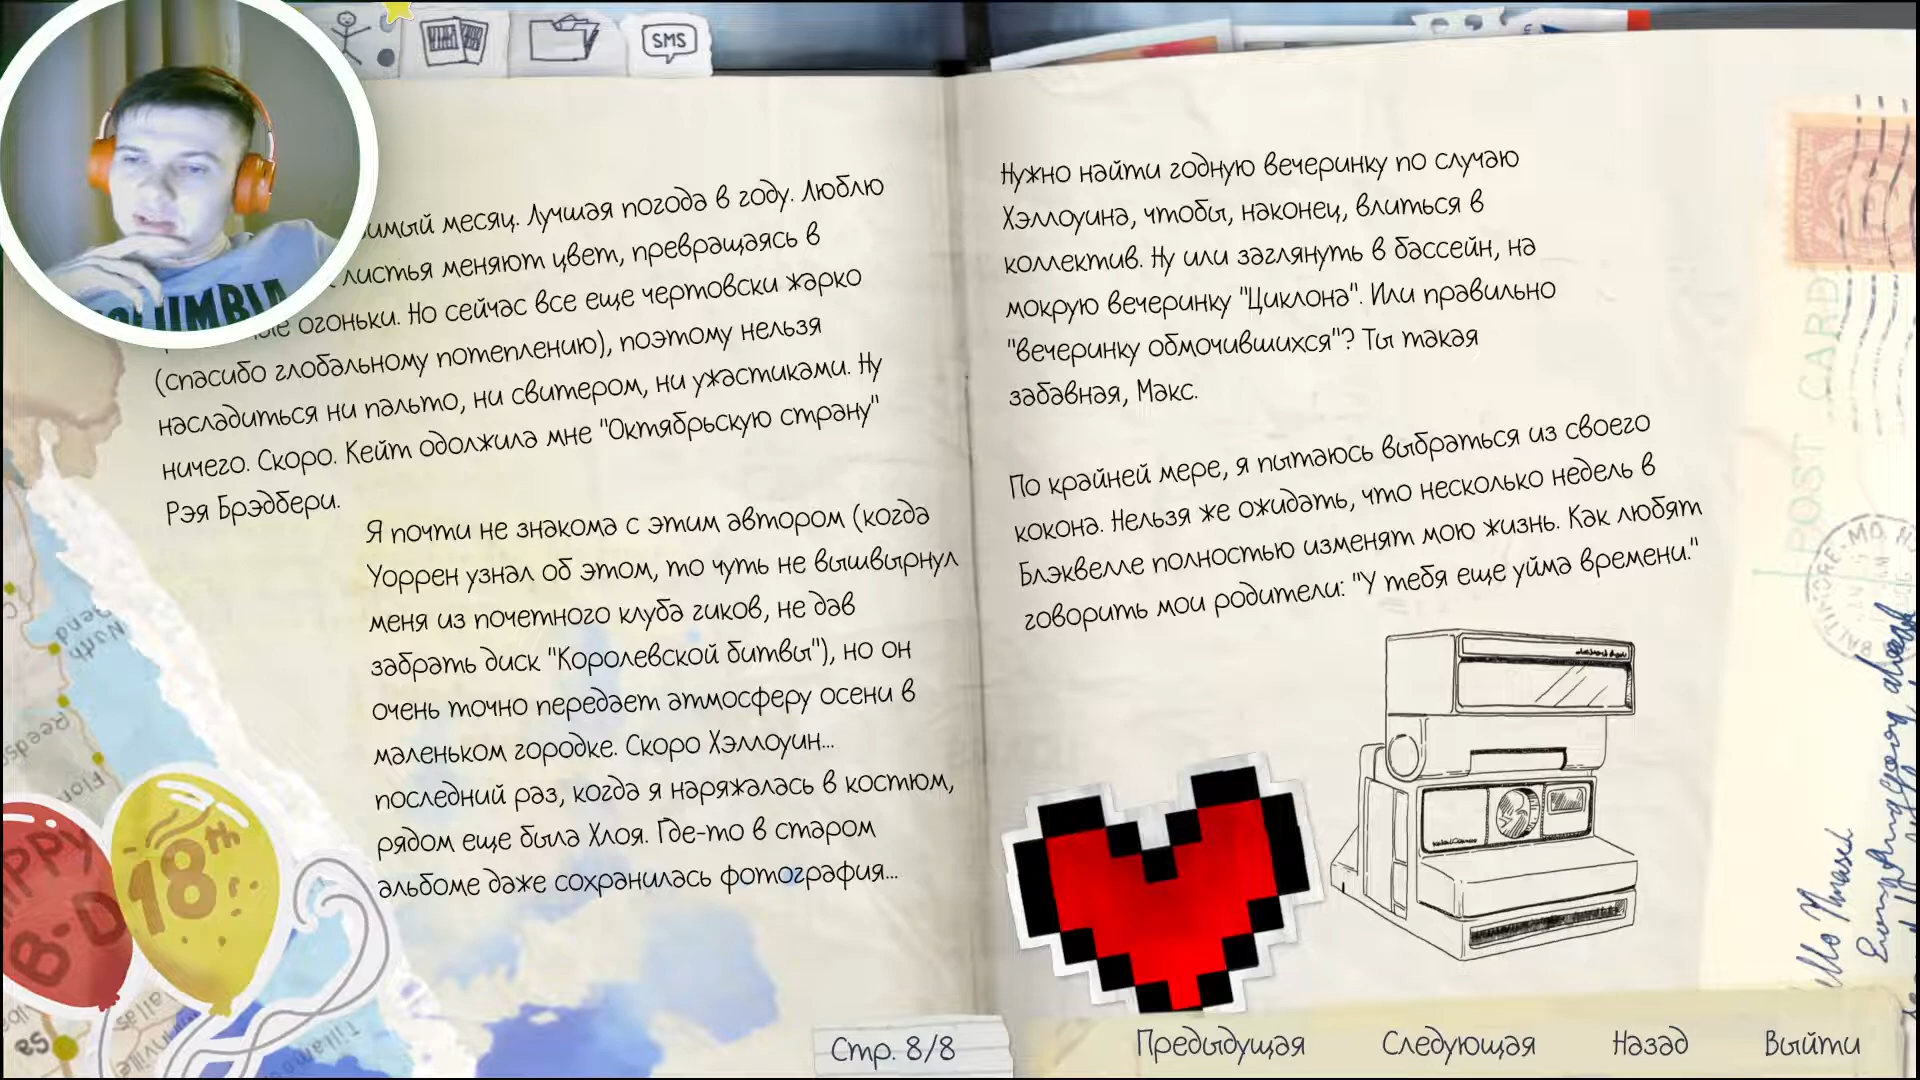 SMS
месяц. Лучшая погода в году. Люблю
листья меняют цвет, превращаясь в
огоньки. Но сейчас все еще чертовски жарко
(спасибо глобальному потеплению), поэтому нельзя
насладиться ни пальто, ни свитером, ни ужастиками. Ну
ничего. Скоро. Кейт одолжила мне "Октябрьскую страну"
Рэя Брэдбери.
Я почти не знакома с этим автором (когда
Уоррен узнал об этом, то чуть не вышвырнул
меня из почетного клуба гиков, не дав
забрать диск "Королевской битвы"), но он
очень точно передает атмосферу осени в
маленьком городке. Скоро Хэллоуин...
последний раз, когда я наряжалась в костюм,
рядом еще была Хлоя. Где-то в старом
альбоме даже сохранилась фотография...
Нужно найти годную вечеринку по случаю
Хэллоуина, чтобы, наконец, влиться в
коллектив. Ну или заглянуть в бассейн, на
мокрую вечеринку "Циклона". Или правильно
"вечеринку обмочившихся"? Ты такая
забавная, Макс.
По крайней мере, я пытаюсь выбраться из своего
кокона. Нельзя же ожидать, что несколько недель в
Блэквелле полностью изменят мою жизнь. Как любят
говорить мои родители: "У тебя еще уйма времени."
POST CARD
North
Bend
18th
B-D
Стр. 8/8
Предыдущая
Следующая
Назад
Выйти